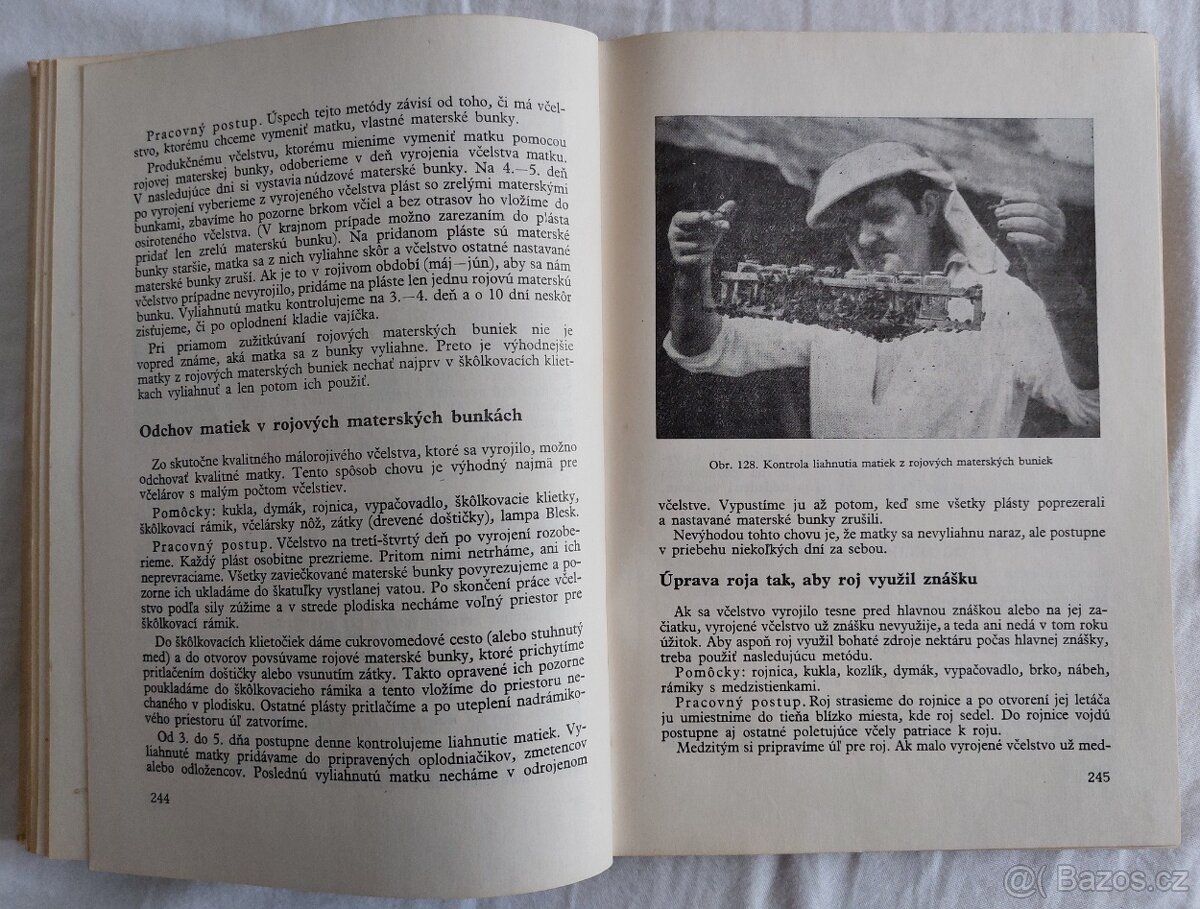 Pracovný postup. Úspech tejto metódy závisí od toho, či má včel-
stvo, ktorému chceme vymeniť matku, vlastné materské bunky.
Produkčnému včelstvu, ktorému mienime vymeniť matku pomocou
rojovej materskej bunky, odoberieme v deň vyrojenia včelstva matku.
V nasledujúce dni si vystavia núdzové materské bunky. Na 4.—5. deň
po vyrojení vyberieme z vyrojeného včelstva plást so zrelými materskými
bunkami, zbavíme ho pozorne brkom včiel a bez otrasov ho vložíme do
osiroteného včelstva. (V krajnom prípade možno zarezaním do plásta
pridať len zrelú materskú bunku). Na pridanom pláste sú materské
bunky staršie, matka sa z nich vyliahne skôr a včelstvo ostatné nastavané
materské bunky zruší. Ak je to v rojivom období (máj—jún), aby sa nám
včelstvo prípadne nevyrojilo, pridáme na pláste len jednu rojovú materskú
bunku. Vyliahnutú matku kontrolujeme na 3.—4. deň a o 10 dní neskôr
zisťujeme, či po oplodnení kladie vajíčka.
Pri priamom zužitkúvaní rojových materských buniek nie je
vopred známe, aká matka sa z bunky vyliahne. Preto je výhodnejšie
matky z rojových materských buniek nechať najprv v škôlkovacích kliet-
kach vyliahnuť a len potom ich použiť.
Odchov matiek v rojových materských bunkách
Zo skutočne kvalitného málorojivého včelstva, ktoré sa vyrojilo, možno
odchovať kvalitné matky. Tento spôsob chovu je výhodný najmä pre
včelárov s malým počtom včelstiev.
Pomôcky: kukla, dymák, rojnica, vypačovadlo, škôlkovacie klietky,
škôlkovací rámik, včelársky nôž, zátky (drevené doštičky), lampa Blesk.
Pracovný postup. Včelstvo na tretí-štvrtý deň po vyrojení rozobe-
rieme. Každý plást osobitne prezrieme. Pritom nimi netrháme, ani ich
neprevraciame. Všetky zaviečkované materské bunky povyrezujeme a po-
zorne ich ukladáme do škatuľky vystlanej vatou. Po skončení práce včel-
stvo podľa sily zúžime a v strede plodiska necháme voľný priestor pre
škôlkovací rámik.
Do škôlkovacích klietočiek dáme cukrovomedové cesto (alebo stuhnutý
med) a do otvorov povsúvame rojové materské bunky, ktoré prichytíme
pritlačením doštičky alebo vsunutím zátky. Takto opravené ich pozorne
poukladáme do škôlkovacieho rámika a tento vložíme do priestoru ne-
chaného v plodisku. Ostatné plásty pritlačíme a po uteplení nadrámiko-
vého priestoru úľ zatvoríme.
Od 3. do 5. dňa postupne denne kontrolujeme liahnutie matiek. Vy-
liahnuté matky pridávame do pripravených oplodniačikov, zmetencov
alebo odložencov. Poslednú vyliahnutú matku necháme v odrojenom
244
Obr. 128. Kontrola liahnutia matiek z rojových materských buniek
včelstve. Vypustíme ju až potom, keď sme všetky plásty poprezerali
a nastavané materské bunky zrušili.
Nevýhodou tohto chovu je, že matky sa nevyliahnu naraz, ale postupne
v priebehu niekoľkých dní za sebou.
Úprava roja tak, aby roj využil znášku
Ak sa včelstvo vyrojilo tesne pred hlavnou znáškou alebo na jej za-
čiatku, vyrojené včelstvo už znášku nevyužije, a teda ani nedá v tom roku
úžitok. Aby aspoň roj využil bohaté zdroje nektáru počas hlavnej znášky,
treba použiť nasledujúcu metódu.
Pomôcky: rojnica, kukla, kozlík, dymák, vypačovadlo, brko, nábeh,
rámiky s medzistienkami.
Pracovný postup. Roj strasieme do rojnice a po otvorení jej letáča
ju umiestnime do tieňa blízko miesta, kde roj sedel. Do rojnice vojdú
postupne aj ostatné poletujúce včely patriace k roju.
Medzitým si pripravíme úľ pre roj. Ak malo vyrojené včelstvo už med-
245
@( Bazos.cz